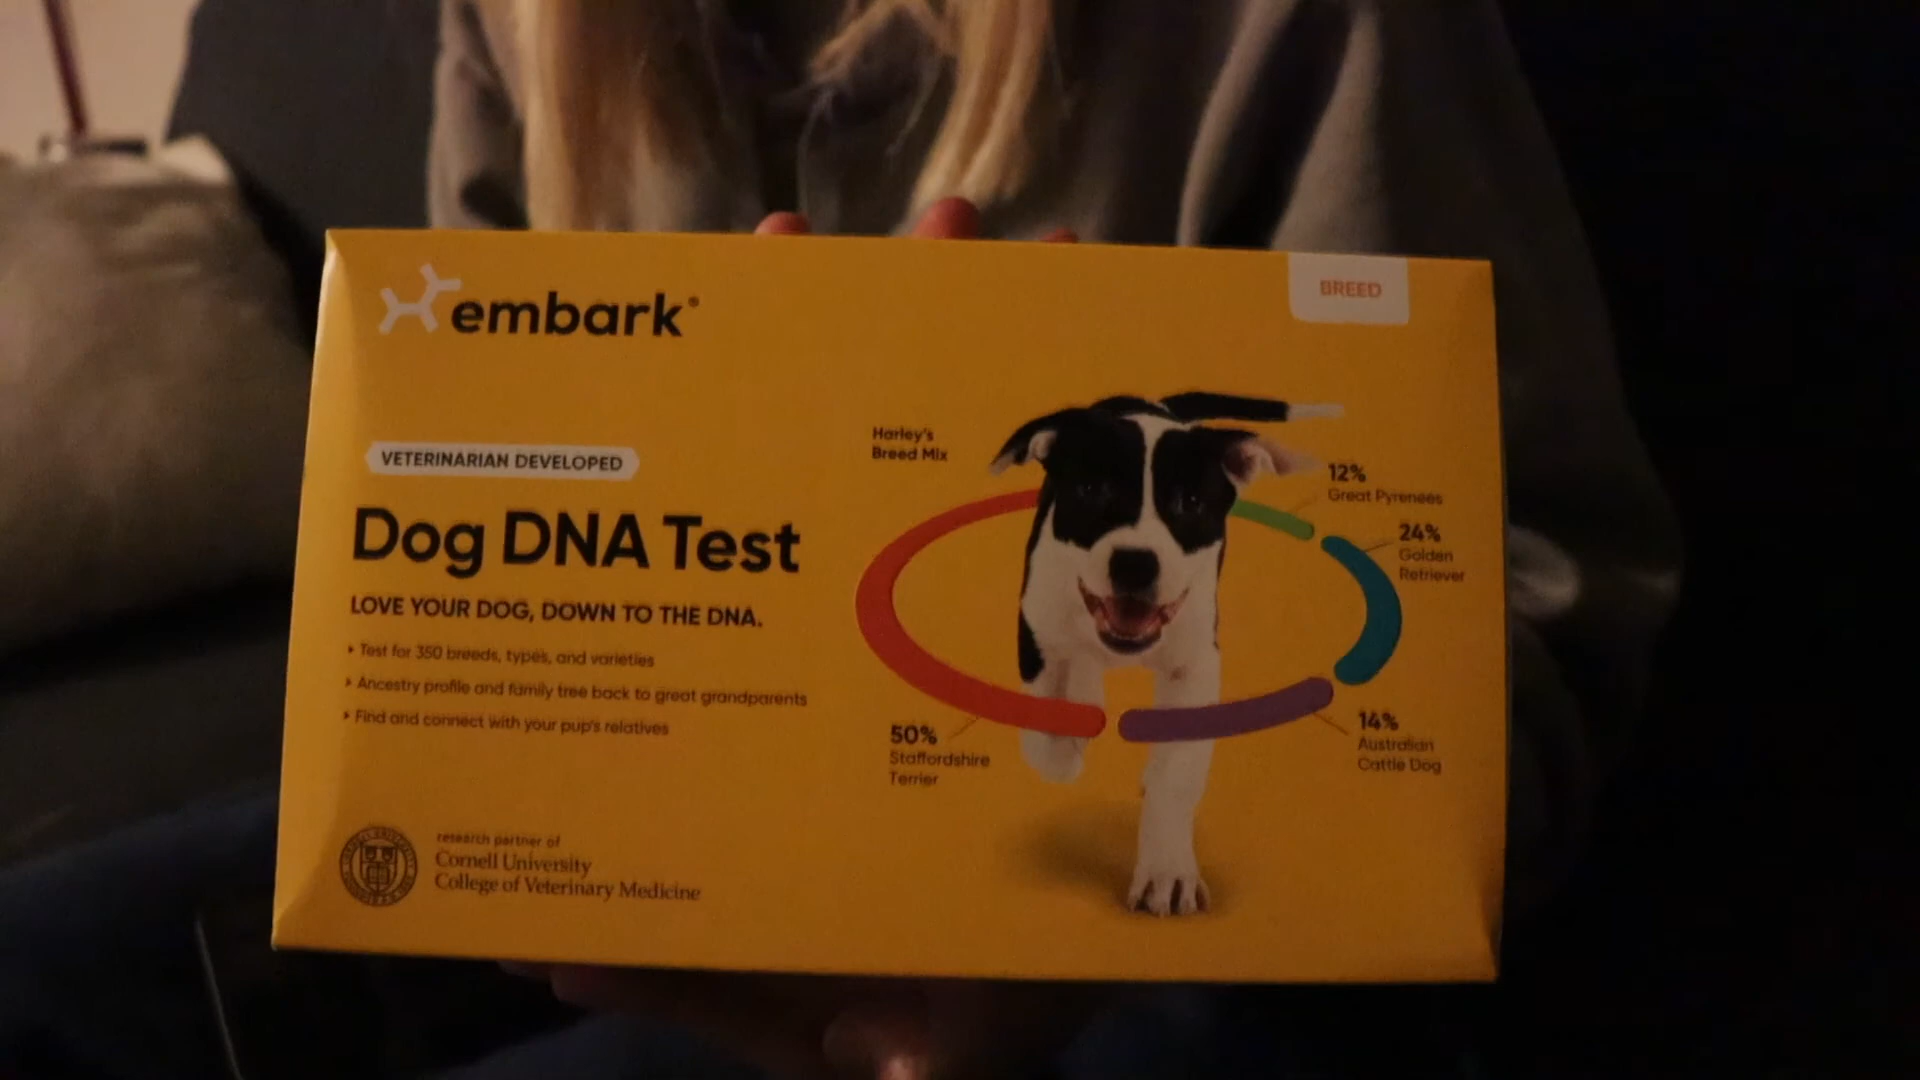 embark®
BREED
VETERINARIAN DEVELOPED
Dog DNA Test
LOVE YOUR DOG, DOWN TO THE DNA.
Test for 350 breeds, types, and varieties
Ancestry profile and family tree back to great grandparents
Find and connect with your pup's relatives
research partner of
Cornell University
College of Veterinary Medicine
Harley's
Breed Mix
12%
Great Pyrenees
24%
Golden
Retriever
14%
Australian
Cattle Dog
50%
Staffordshire
Terrier